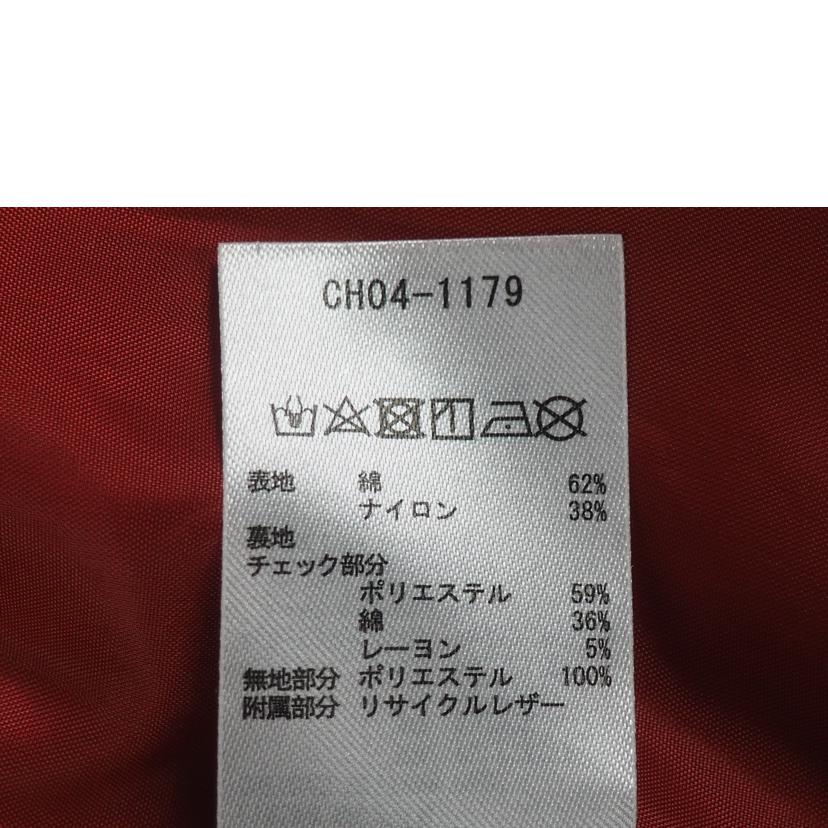 CH04-1179
表地 綿 62%
ナイロン 38%
裏地
チェック部分
ポリエステル 59%
綿 36%
レーヨン 5%
無地部分 ポリエステル 100%
附属部分 リサイクルレザー